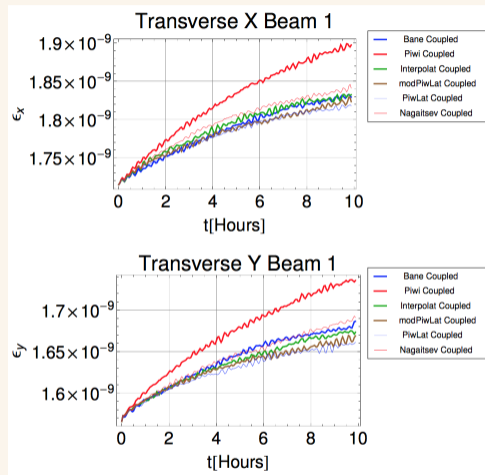 Transverse X Beam 1
1.9×10⁻⁹
1.85×10⁻⁹
1.8×10⁻⁹
1.75×10⁻⁹
ϵx
0 2 4 6 8 10
t[Hours]
Bane Coupled
Piwi Coupled
Interpolat Coupled
modPiwLat Coupled
PiwLat Coupled
Nagaitsev Coupled
Transverse Y Beam 1
1.7×10⁻⁹
1.65×10⁻⁹
1.6×10⁻⁹
ϵy
0 2 4 6 8 10
t[Hours]
Bane Coupled
Piwi Coupled
Interpolat Coupled
modPiwLat Coupled
PiwLat Coupled
Nagaitsev Coupled